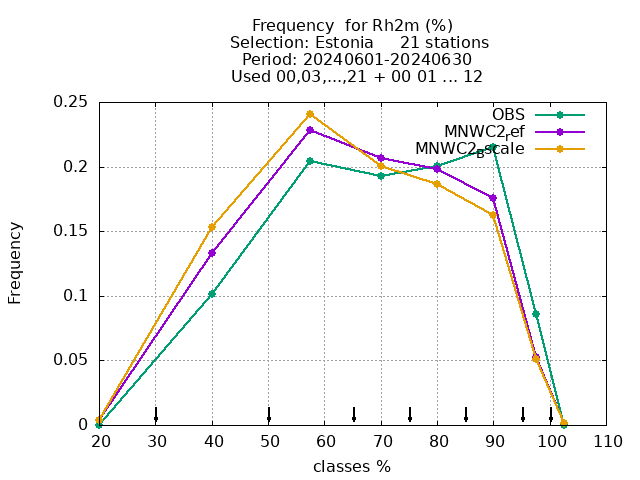 Frequency  for Rh2m (%)
Selection: Estonia     21 stations
Period: 20240601-20240630
Used 00,03,...,21 + 00 01 ... 12
0.25
0.2
0.15
0.1
0.05
0
Frequency
OBS
MNWC2ref
MNWC2Bscale
20 30 40 50 60 70 80 90 100 110
classes %